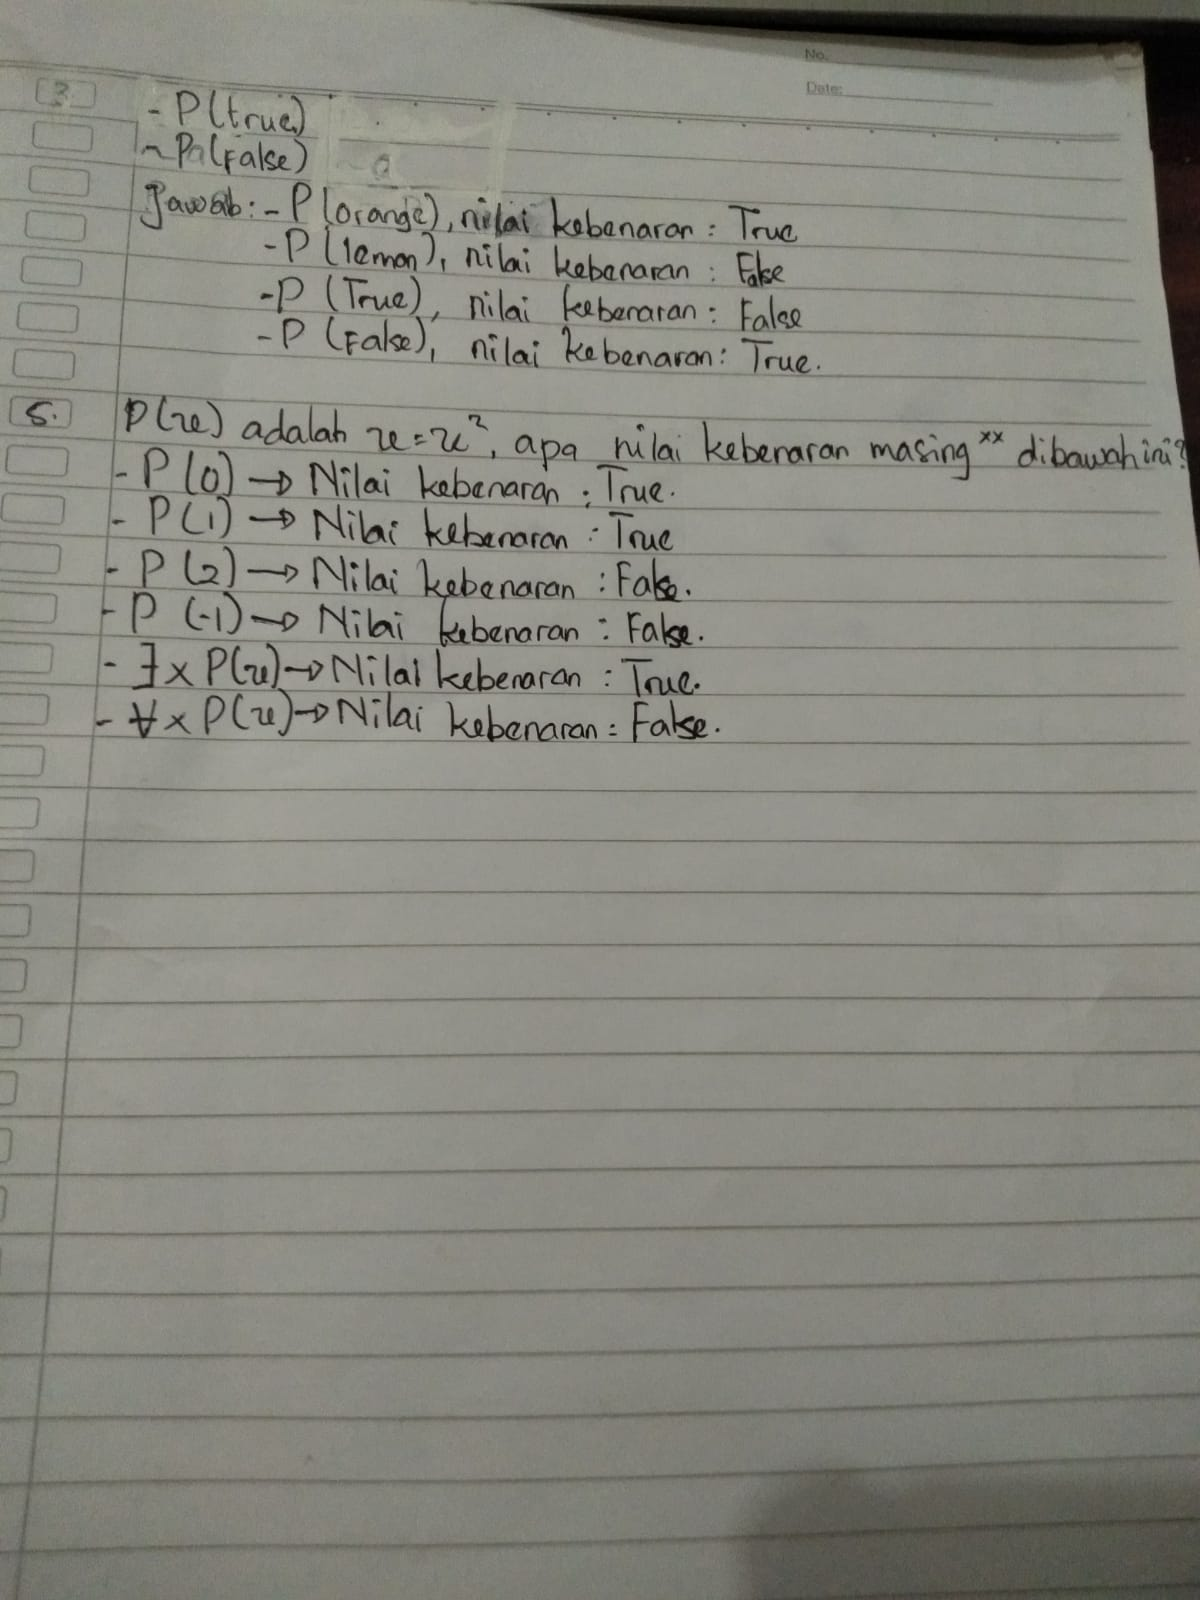 No.
Date:
3
- P(true)
- Pa(False)
Jawab: - P (orange), nilai kebenaran : True
- P (lemon), nilai kebenaran : False
- P (True), nilai kebenaran : False
- P (False), nilai kebenaran : True.
5. P(x) adalah x = x², apa nilai kebenaran masing ˣˣ dibawah ini?
- P (0) → Nilai kebenaran : True.
- P (1) → Nilai kebenaran : True
- P (2) → Nilai kebenaran : False.
- P (-1) → Nilai kebenaran : False.
- ∃x P(x) → Nilai kebenaran : True.
- ∀x P(x) → Nilai kebenaran = False.